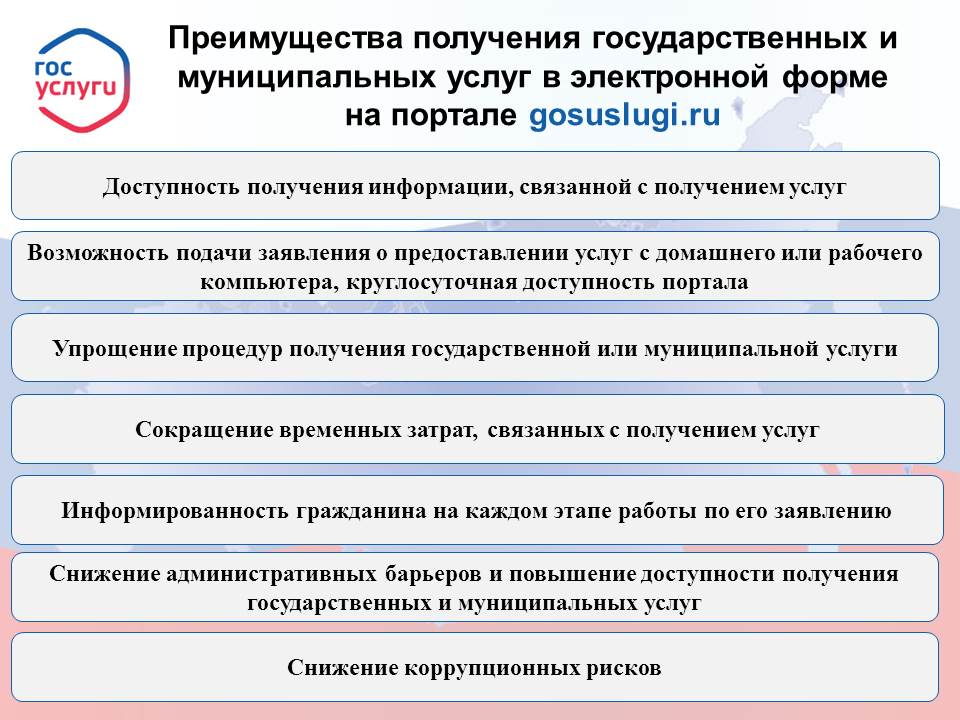 гос
услуги
Преимущества получения государственных и
муниципальных услуг в электронной форме
на портале gosuslugi.ru
Доступность получения информации, связанной с получением услуг
Возможность подачи заявления о предоставлении услуг с домашнего или рабочего
компьютера, круглосуточная доступность портала
Упрощение процедур получения государственной или муниципальной услуги
Сокращение временных затрат, связанных с получением услуг
Информированность гражданина на каждом этапе работы по его заявлению
Снижение административных барьеров и повышение доступности получения
государственных и муниципальных услуг
Снижение коррупционных рисков